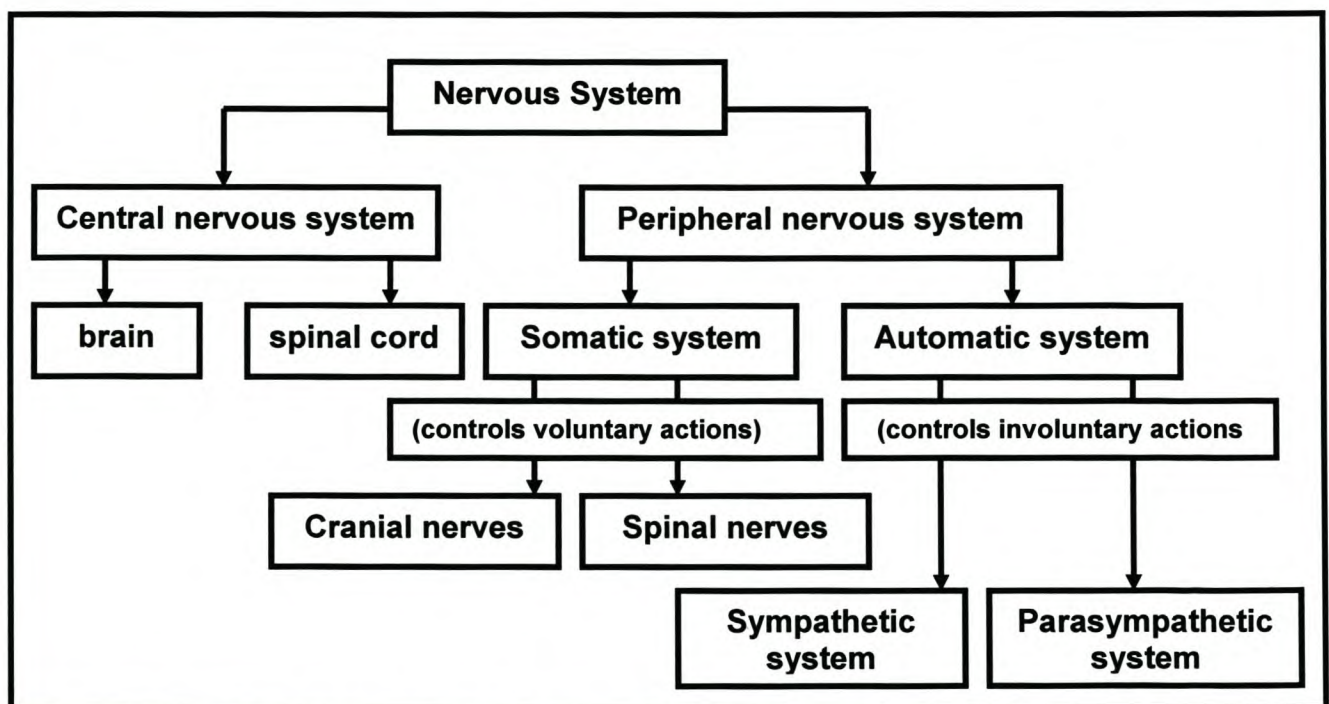 Nervous System
Central nervous system
Peripheral nervous system
brain
spinal cord
Somatic system
Automatic system
(controls voluntary actions)
(controls involuntary actions
Cranial nerves
Spinal nerves
Sympathetic
system
Parasympathetic
system